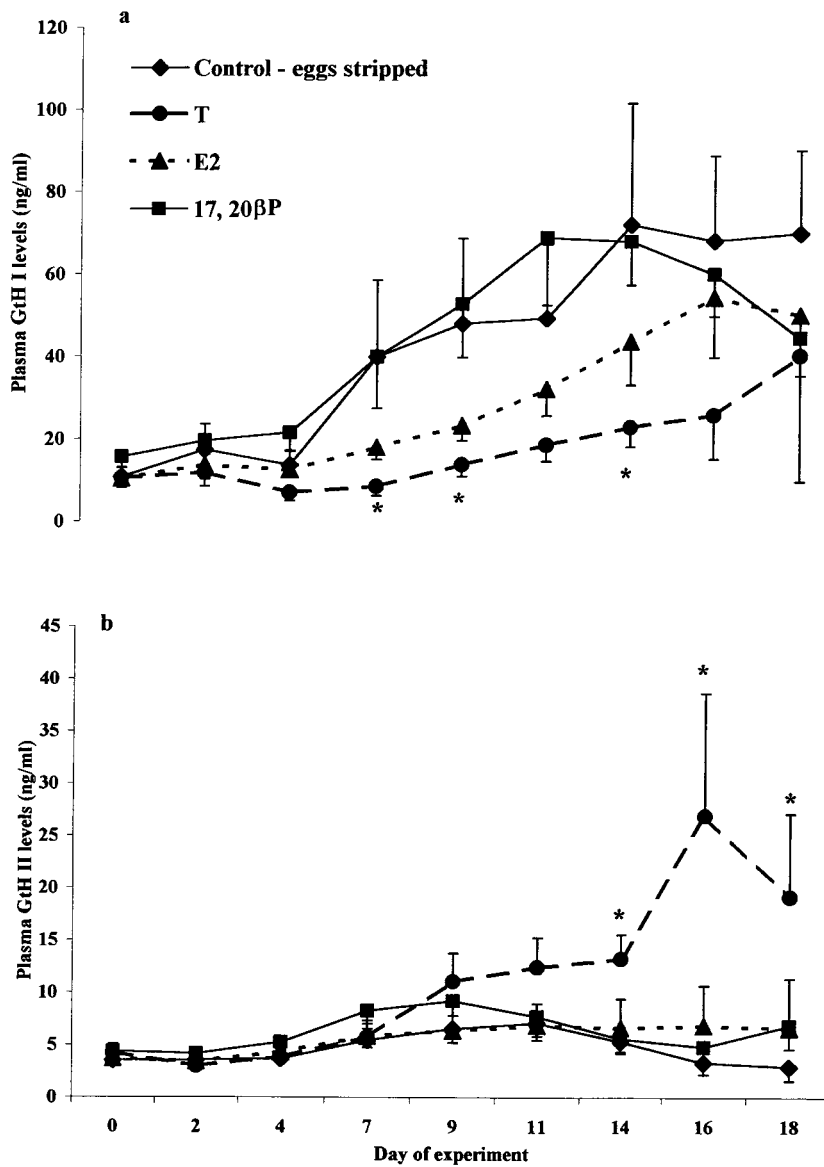 a
120
100
80
60
40
20
0
Plasma GtH I levels (ng/ml)
Control - eggs stripped
T
E2
17, 20βP
*
*
*
b
45
40
35
30
25
20
15
10
5
0
Plasma GtH II levels (ng/ml)
*
*
*
0 2 4 7 9 11 14 16 18
Day of experiment